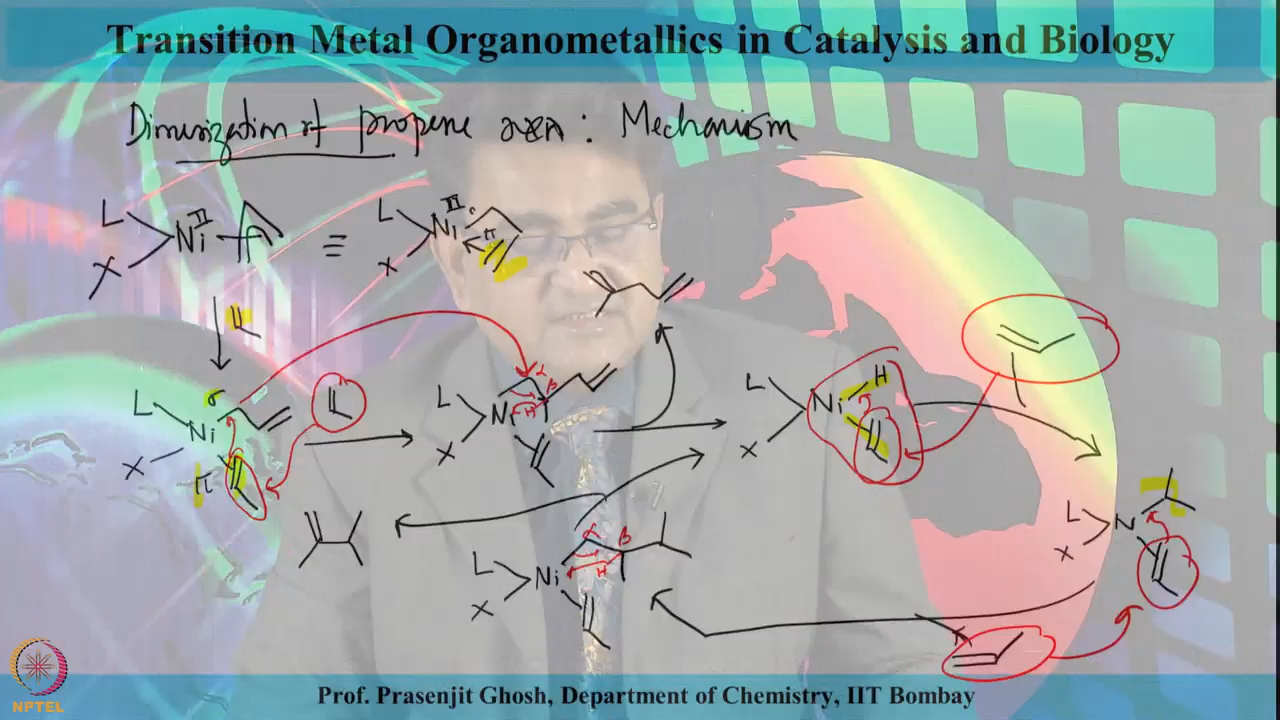 Transition Metal Organometallics in Catalysis and Biology
Dimerization of propene rxn : Mechanism
L X Ni II
≡
L X Ni II σ π
L X Ni σ π
L X Ni α β H
L X Ni H
L X N
L X Ni α β H
NPTEL
Prof. Prasenjit Ghosh, Department of Chemistry, IIT Bombay